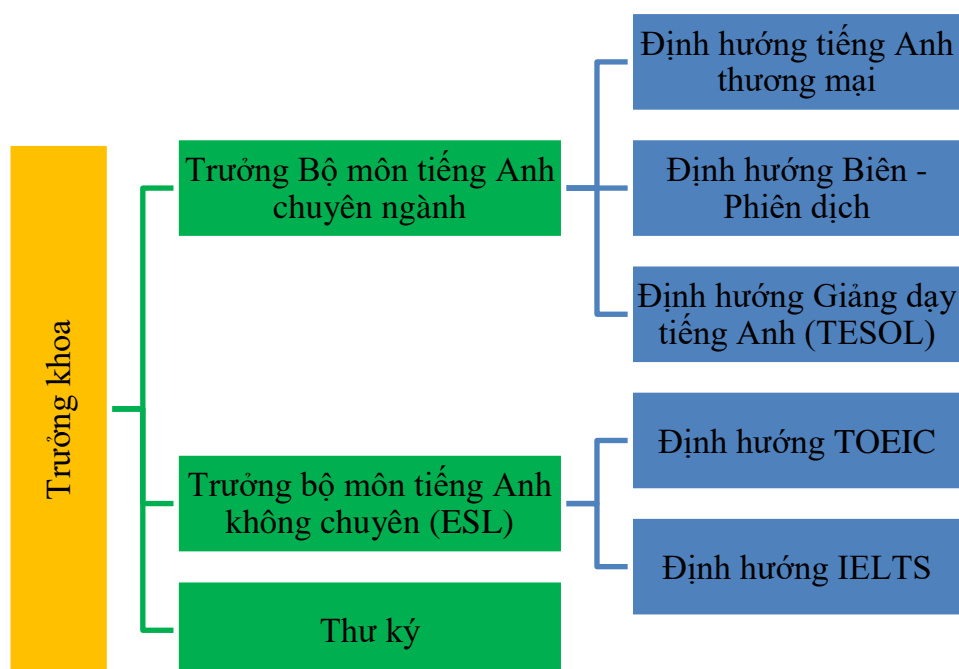 Trưởng khoa
Trưởng Bộ môn tiếng Anh
chuyên ngành
Định hướng tiếng Anh
thương mại
Định hướng Biên -
Phiên dịch
Định hướng Giảng dạy
tiếng Anh (TESOL)
Trưởng bộ môn tiếng Anh
không chuyên (ESL)
Định hướng TOEIC
Định hướng IELTS
Thư ký